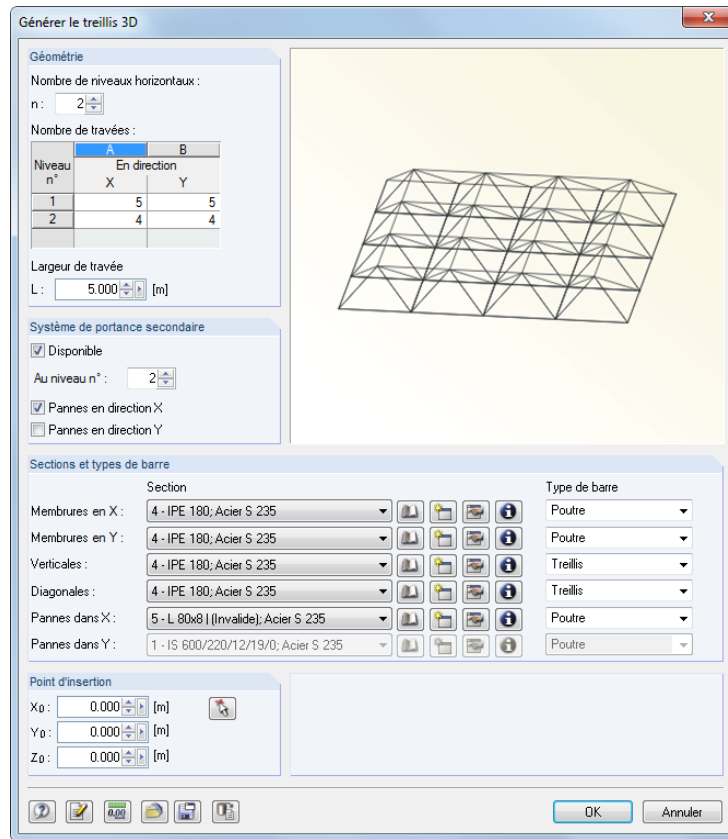 Générer le treillis 3D
Géométrie
Nombre de niveaux horizontaux :
n : 2
Nombre de travées :
A B
Niveau n° En direction
X Y
1 5 5
2 4 4
Largeur de travée
L : 5.000 [m]
Système de portance secondaire
Disponible
Au niveau n° : 2
Pannes en direction X
Pannes en direction Y
Sections et types de barre
Section Type de barre
Membrures en X : 4 - IPE 180; Acier S 235 Poutre
Membrures en Y : 4 - IPE 180; Acier S 235 Poutre
Verticales : 4 - IPE 180; Acier S 235 Treillis
Diagonales : 4 - IPE 180; Acier S 235 Treillis
Pannes dans X : 5 - L 80x8 | (Invalide); Acier S 235 Poutre
Pannes dans Y : 1 - IS 600/220/12/19/0; Acier S 235 Poutre
Point d'insertion
X0 : 0.000 [m]
Y0 : 0.000 [m]
Z0 : 0.000 [m]
0.00
OK Annuler